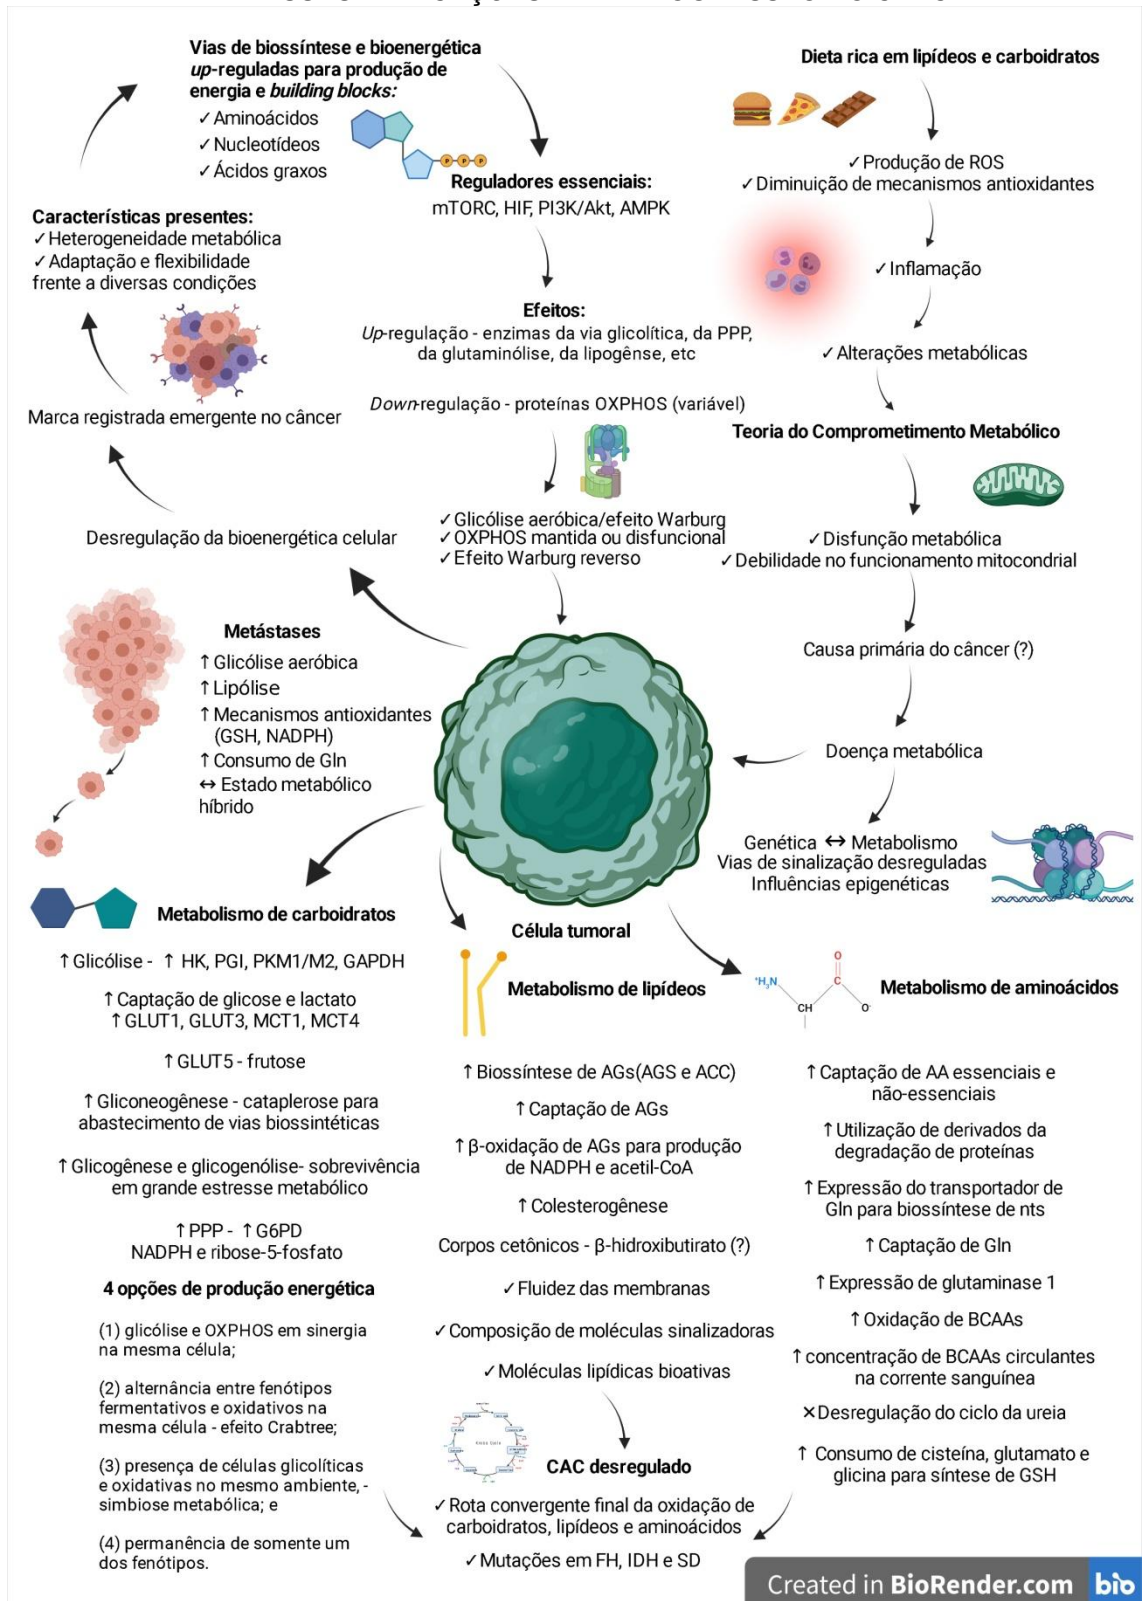 Vias de biossíntese e bioenergética
up-reguladas para produção de
energia e building blocks:
✓Aminoácidos
✓Nucleotídeos
✓Ácidos graxos
P P P
Reguladores essenciais:
mTORC, HIF, PI3K/Akt, AMPK
Características presentes:
✓Heterogeneidade metabólica
✓Adaptação e flexibilidade
frente a diversas condições
Marca registrada emergente no câncer
Desregulação da bioenergética celular
Efeitos:
Up-regulação - enzimas da via glicolítica, da PPP,
da glutaminólise, da lipogênse, etc
Down-regulação - proteínas OXPHOS (variável)
✓Glicólise aeróbica/efeito Warburg
✓OXPHOS mantida ou disfuncional
✓Efeito Warburg reverso
Dieta rica em lipídeos e carboidratos
✓Produção de ROS
✓Diminuição de mecanismos antioxidantes
✓Inflamação
✓Alterações metabólicas
Teoria do Comprometimento Metabólico
✓Disfunção metabólica
✓Debilidade no funcionamento mitocondrial
Causa primária do câncer (?)
Doença metabólica
Genética ↔ Metabolismo
Vias de sinalização desreguladas
Influências epigenéticas
Metástases
↑Glicólise aeróbica
↑Lipólise
↑Mecanismos antioxidantes
(GSH, NADPH)
↑Consumo de Gln
↔ Estado metabólico
híbrido
Célula tumoral
Metabolismo de carboidratos
↑Glicólise - ↑ HK, PGI, PKM1/M2, GAPDH
↑Captação de glicose e lactato
↑GLUT1, GLUT3, MCT1, MCT4
↑GLUT5 - frutose
↑Gliconeogênese - cataplerose para
abastecimento de vias biossintéticas
↑Glicogênese e glicogenólise- sobrevivência
em grande estresse metabólico
↑PPP - ↑G6PD
NADPH e ribose-5-fosfato
4 opções de produção energética
(1) glicólise e OXPHOS em sinergia
na mesma célula;
(2) alternância entre fenótipos
fermentativos e oxidativos na
mesma célula - efeito Crabtree;
(3) presença de células glicolíticas
e oxidativas no mesmo ambiente, -
simbiose metabólica; e
(4) permanência de somente um
dos fenótipos.
Metabolismo de lipídeos
↑Biossíntese de AGs(AGS e ACC)
↑Captação de AGs
↑β-oxidação de AGs para produção
de NADPH e acetil-CoA
↑Colesterogênese
Corpos cetônicos - β-hidroxibutirato (?)
✓Fluidez das membranas
✓Composição de moléculas sinalizadoras
✓Moléculas lipídicas bioativas
CAC desregulado
✓Rota convergente final da oxidação de
carboidratos, lipídeos e aminoácidos
✓Mutações em FH, IDH e SD
+H3N CH C O O-
Metabolismo de aminoácidos
↑Captação de AA essenciais e
não-essenciais
↑Utilização de derivados da
degradação de proteínas
↑Expressão do transportador de
Gln para biossíntese de nts
↑Captação de Gln
↑Expressão de glutaminase 1
↑Oxidação de BCAAs
↑concentração de BCAAs circulantes
na corrente sanguínea
×Desregulação do ciclo da ureia
↑ Consumo de cisteína, glutamato e
glicina para síntese de GSH
Created in BioRender.com bio